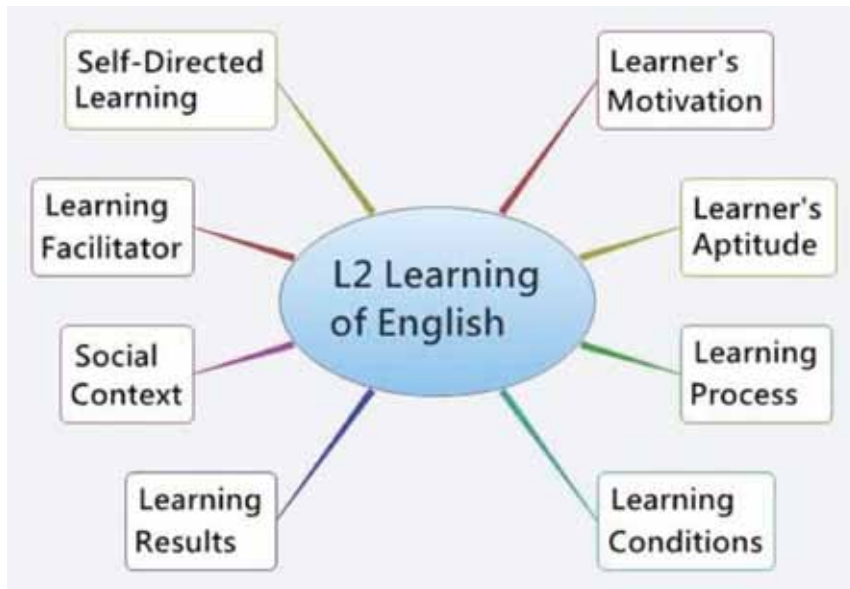 Self-Directed
Learning
Learner's
Motivation
Learning
Facilitator
Learner's
Aptitude
L2 Learning
of English
Social
Context
Learning
Process
Learning
Results
Learning
Conditions